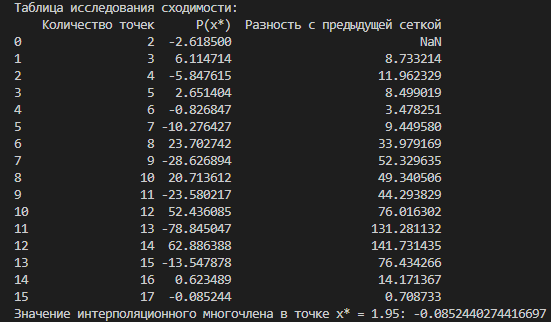 Таблица исследования сходимости:
Количество точек P(x*) Разность с предыдущей сеткой
0 2 -2.618500 NaN
1 3 6.114714 8.733214
2 4 -5.847615 11.962329
3 5 2.651404 8.499019
4 6 -0.826847 3.478251
5 7 -10.276427 9.449580
6 8 23.702742 33.979169
7 9 -28.626894 52.329635
8 10 20.713612 49.340506
9 11 -23.580217 44.293829
10 12 52.436085 76.016302
11 13 -78.845047 131.281132
12 14 62.886388 141.731435
13 15 -13.547878 76.434266
14 16 0.623489 14.171367
15 17 -0.085244 0.708733
Значение интерполяционного многочлена в точке x* = 1.95: -0.0852440274416697